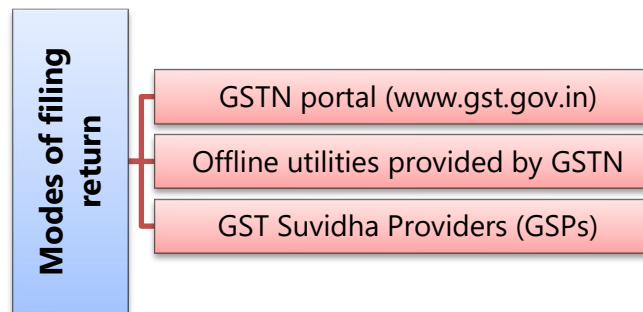 Modes of filing
return
GSTN portal (www.gst.gov.in)
Offline utilities provided by GSTN
GST Suvidha Providers (GSPs)